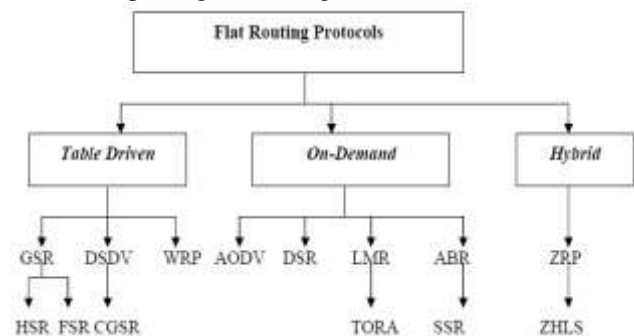 Flat Routing Protocols
Table Driven On-Demand Hybrid
GSR DSDV WRP AODV DSR LMR ABR ZRP
HSR FSR CGSR TORA SSR ZHLS